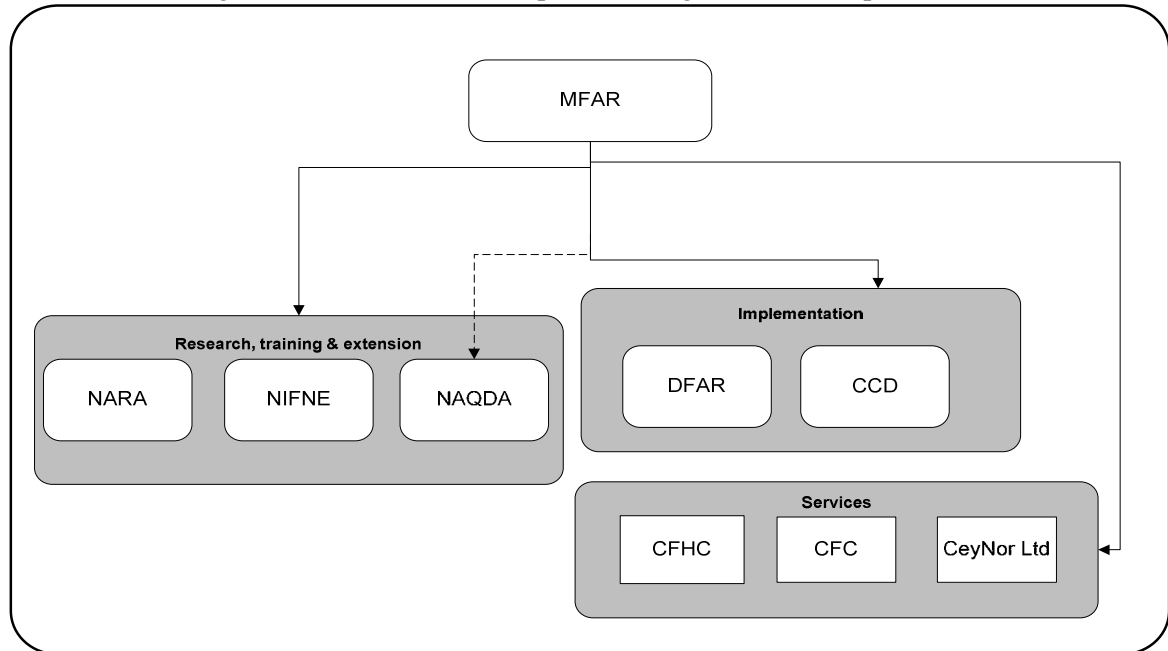 MFAR
Research, training & extension
NARA
NIFNE
NAQDA
Implementation
DFAR
CCD
Services
CFHC
CFC
CeyNor Ltd